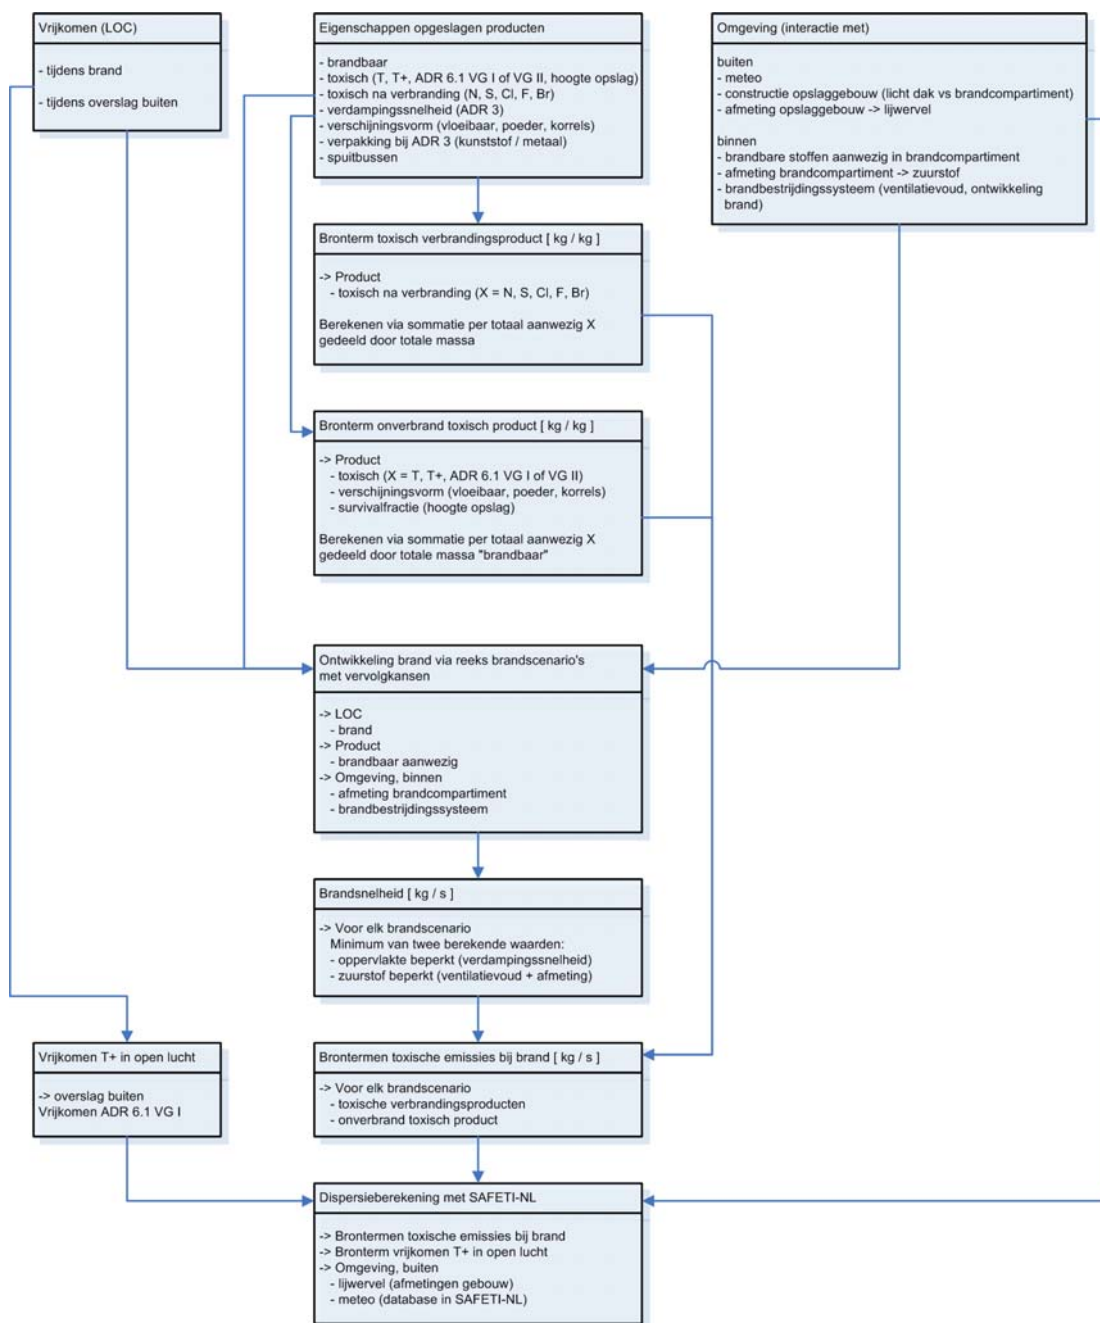 Vrijkomen (LOC)
- tijdens brand
- tijdens overslag buiten
Eigenschappen opgeslagen producten
- brandbaar
- toxisch (T, T+, ADR 6.1 VG I of VG II, hoogte opslag)
- toxisch na verbranding (N, S, Cl, F, Br)
- verdampingssnelheid (ADR 3)
- verschijningsvorm (vloeibaar, poeder, korrels)
- verpakking bij ADR 3 (kunststof / metaal)
- spuitbussen
Omgeving (interactie met)
buiten
- meteo
- constructie opslaggebouw (licht dak vs brandcompartiment)
- afmeting opslaggebouw -> lijwervel
binnen
- brandbare stoffen aanwezig in brandcompartiment
- afmeting brandcompartiment -> zuurstof
- brandbestrijdingssysteem (ventilatievoud, ontwikkeling
brand)
Bronterm toxisch verbrandingsproduct [ kg / kg ]
-> Product
- toxisch na verbranding (X = N, S, Cl, F, Br)
Berekenen via sommatie per totaal aanwezig X
gedeeld door totale massa
Bronterm onverbrand toxisch product [ kg / kg ]
-> Product
- toxisch (X = T, T+, ADR 6.1 VG I of VG II)
- verschijningsvorm (vloeibaar, poeder, korrels)
- survivalfractie (hoogte opslag)
Berekenen via sommatie per totaal aanwezig X
gedeeld door totale massa "brandbaar"
Ontwikkeling brand via reeks brandscenario's
met vervolgkansen
-> LOC
- brand
-> Product
- brandbaar aanwezig
-> Omgeving, binnen
- afmeting brandcompartiment
- brandbestrijdingssysteem
Brandsnelheid [ kg / s ]
-> Voor elk brandscenario
Minimum van twee berekende waarden:
- oppervlakte beperkt (verdampingssnelheid)
- zuurstof beperkt (ventilatievoud + afmeting)
Vrijkomen T+ in open lucht
-> overslag buiten
Vrijkomen ADR 6.1 VG I
Brontermen toxische emissies bij brand [ kg / s ]
-> Voor elk brandscenario
- toxische verbrandingsproducten
- onverbrand toxisch product
Dispersieberekening met SAFETI-NL
-> Brontermen toxische emissies bij brand
-> Bronterm vrijkomen T+ in open lucht
-> Omgeving, buiten
- lijwervel (afmetingen gebouw)
- meteo (database in SAFETI-NL)